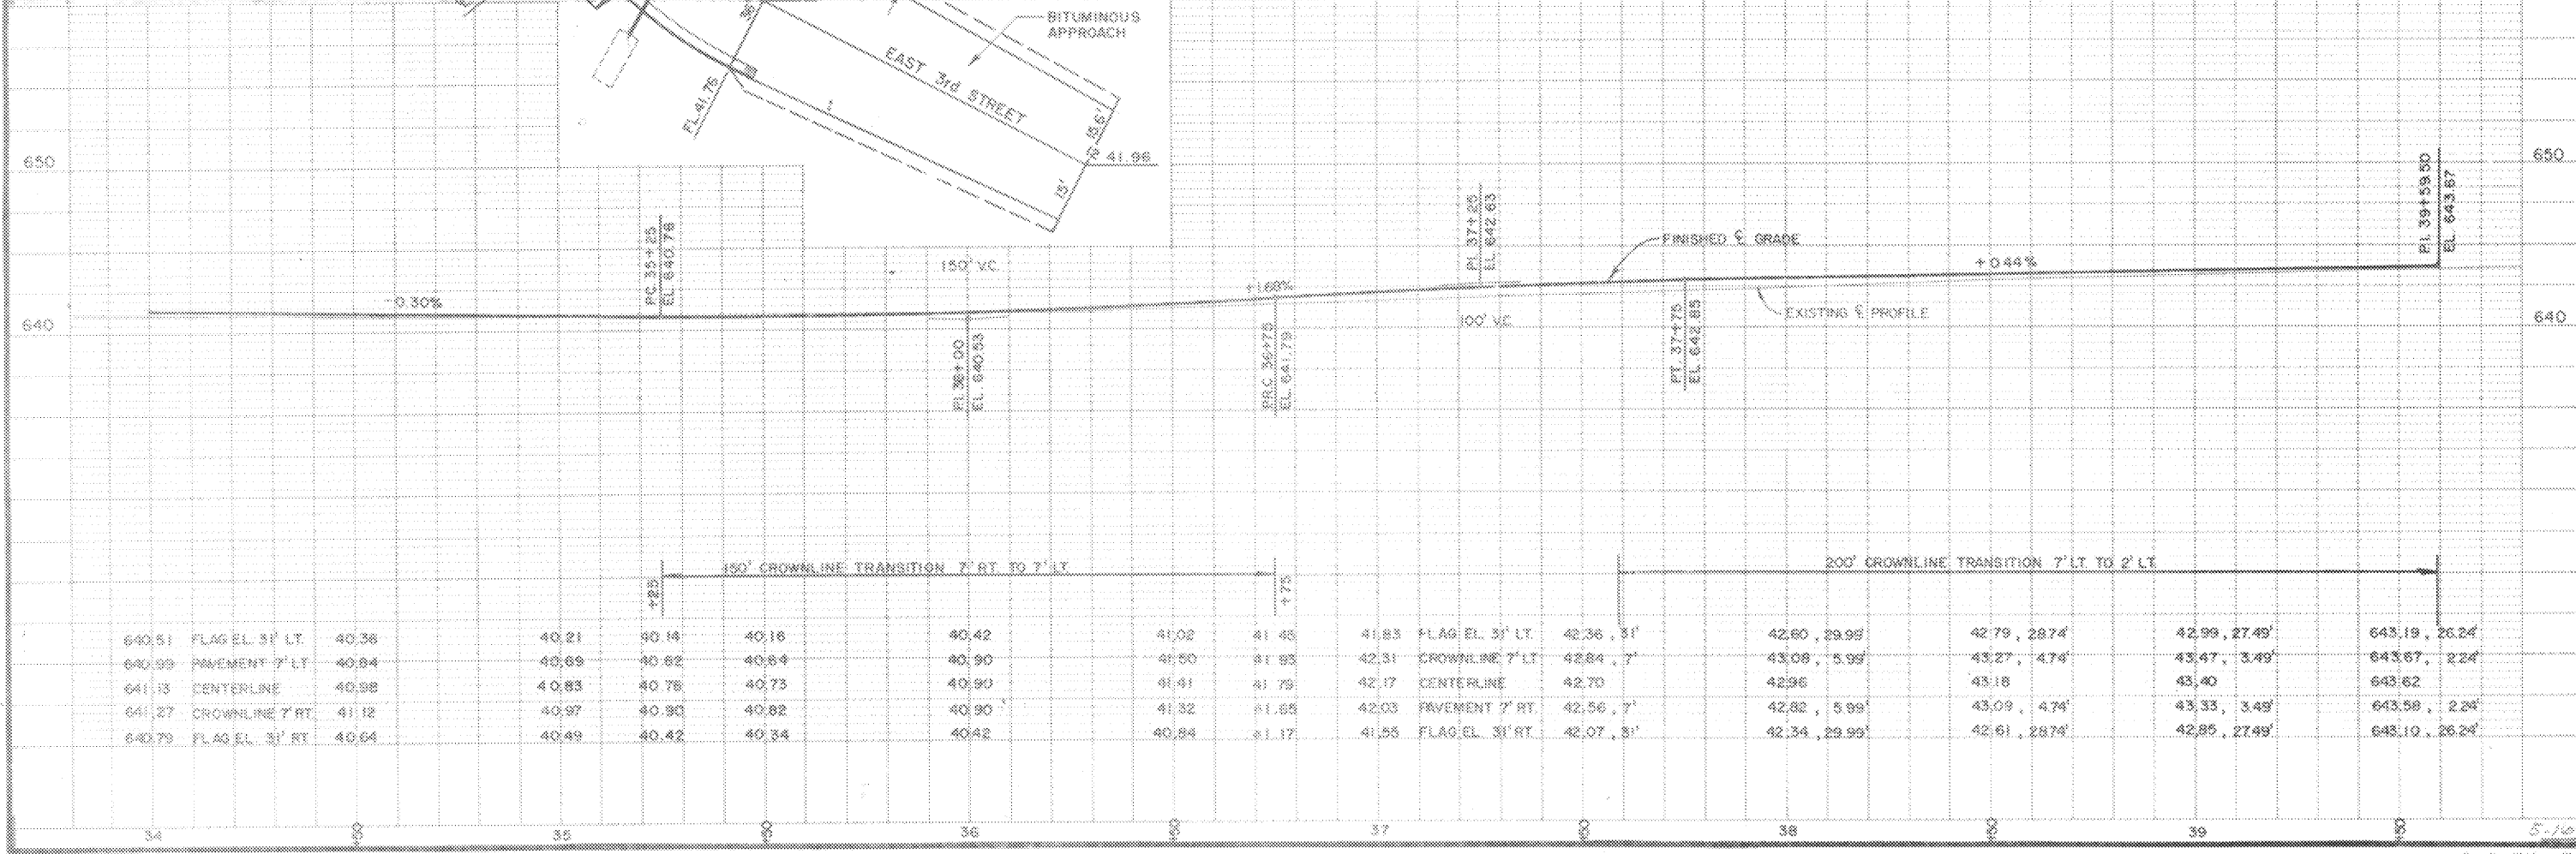 BITUMINOUS
APPROACH
EAST 3rd STREET
FL 41.75
15.6'
15'
41.96
650
650
PC 35+25
EL 640.76
150' V.C.
PI. 37+25
EL 642.63
FINISHED ℄ GRADE
+0.44%
PI. 39+59.50
EL. 643.67
-0.30%
+1.68%
640
100' V.C.
EXISTING ℄ PROFILE
640
PI. 36+00
EL 640.53
PRC 36+75
EL 641.79
PT. 37+75
EL 642.85
150' CROWNLINE TRANSITION 7' RT. TO 7' LT.
200' CROWNLINE TRANSITION 7' LT. TO 2' LT.
+25
+75
640.51 FLAG EL. 31' LT. 40.36 40.21 40.14 40.16 40.42 41.02 41.45 41.83 FLAG EL. 31' LT. 42.36, 31' 42.60, 29.99' 42.79, 28.74' 42.99, 27.49' 643.19, 26.24'
640.99 PAVEMENT 7' LT 40.84 40.69 40.62 40.64 40.90 41.50 41.93 42.31 CROWNLINE 7' LT 42.84, 7' 43.08, 5.99' 43.27, 4.74' 43.47, 3.49' 643.67, 2.24'
641.13 CENTERLINE 40.98 40.83 40.76 40.73 40.90 41.41 41.79 42.17 CENTERLINE 42.70 42.96 43.18 43.40 643.62
641.27 CROWNLINE 7' RT. 41.12 40.97 40.90 40.82 40.90 41.32 41.65 42.03 PAVEMENT 7' RT. 42.56, 7' 42.82, 5.99' 43.09, 4.74' 43.33, 3.49' 643.58, 2.24'
640.79 FLAG EL. 31' RT 40.64 40.49 40.42 40.34 40.42 40.84 41.17 41.55 FLAG EL. 31' RT. 42.07, 31' 42.34, 29.99' 42.61, 28.74' 42.85, 27.49' 643.10, 26.24'
34 50 35 50 36 50 37 50 38 50 39 50